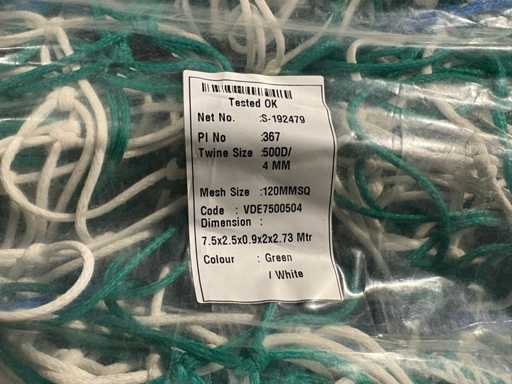 Tested OK
Net No. :S-192479
PI No :367
Twine Size :500D/
4 MM
Mesh Size :120MMSQ
Code : VDE7500504
Dimension :
7.5x2.5x0.9x2x2.73 Mtr
Colour : Green
/ White